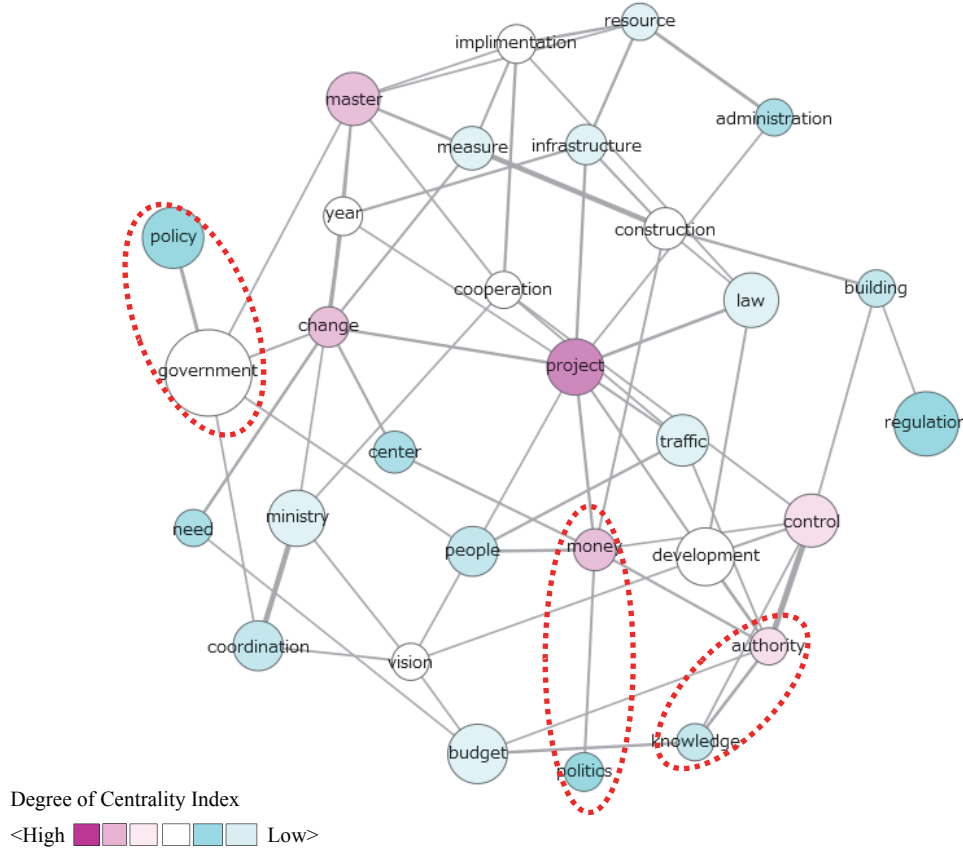 resource
implimentation
master
administration
measure
infrastructure
year
construction
policy
cooperation
building
law
change
project
government
regulation
traffic
center
ministry
control
need
people
money
development
coordination
authority
vision
knowledge
budget
politics
Degree of Centrality Index
<High Low>